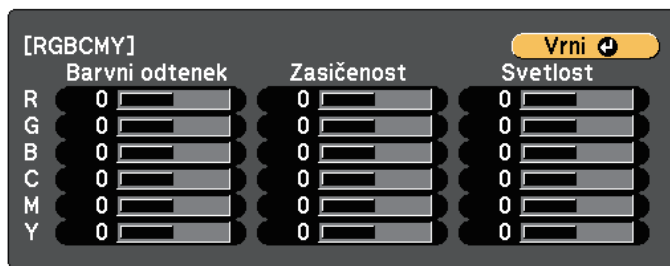 [RGBCMY] Vrni
Barvni odtenek Zasičenost Svetlost
R 0 0 0
G 0 0 0
B 0 0 0
C 0 0 0
M 0 0 0
Y 0 0 0